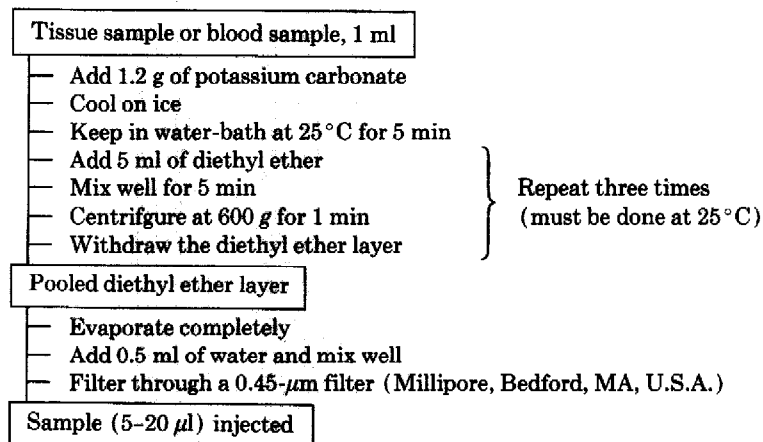 Tissue sample or blood sample, 1 ml
Add 1.2 g of potassium carbonate
Cool on ice
Keep in water-bath at 25°C for 5 min
Add 5 ml of diethyl ether
Mix well for 5 min
Centrifgure at 600 g for 1 min
Withdraw the diethyl ether layer
Repeat three times
(must be done at 25°C)
Pooled diethyl ether layer
Evaporate completely
Add 0.5 ml of water and mix well
Filter through a 0.45-μm filter (Millipore, Bedford, MA, U.S.A.)
Sample (5–20 μl) injected